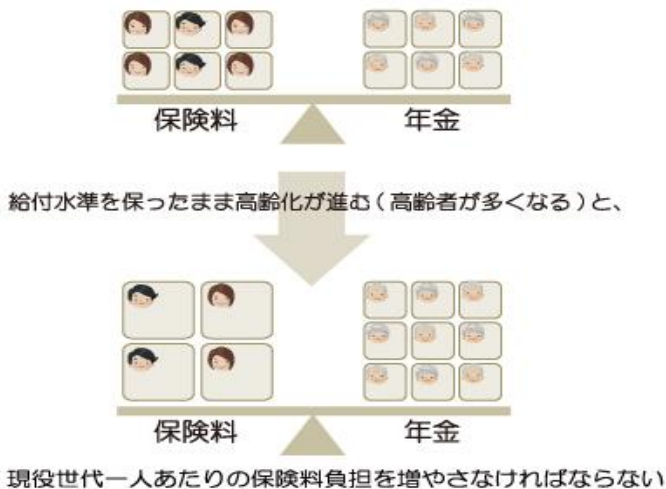 保険料 年金
給付水準を保ったまま高齢化が進む(高齢者が多くなる)と、
保険料 年金
現役世代一人あたりの保険料負担を増やさなければならない